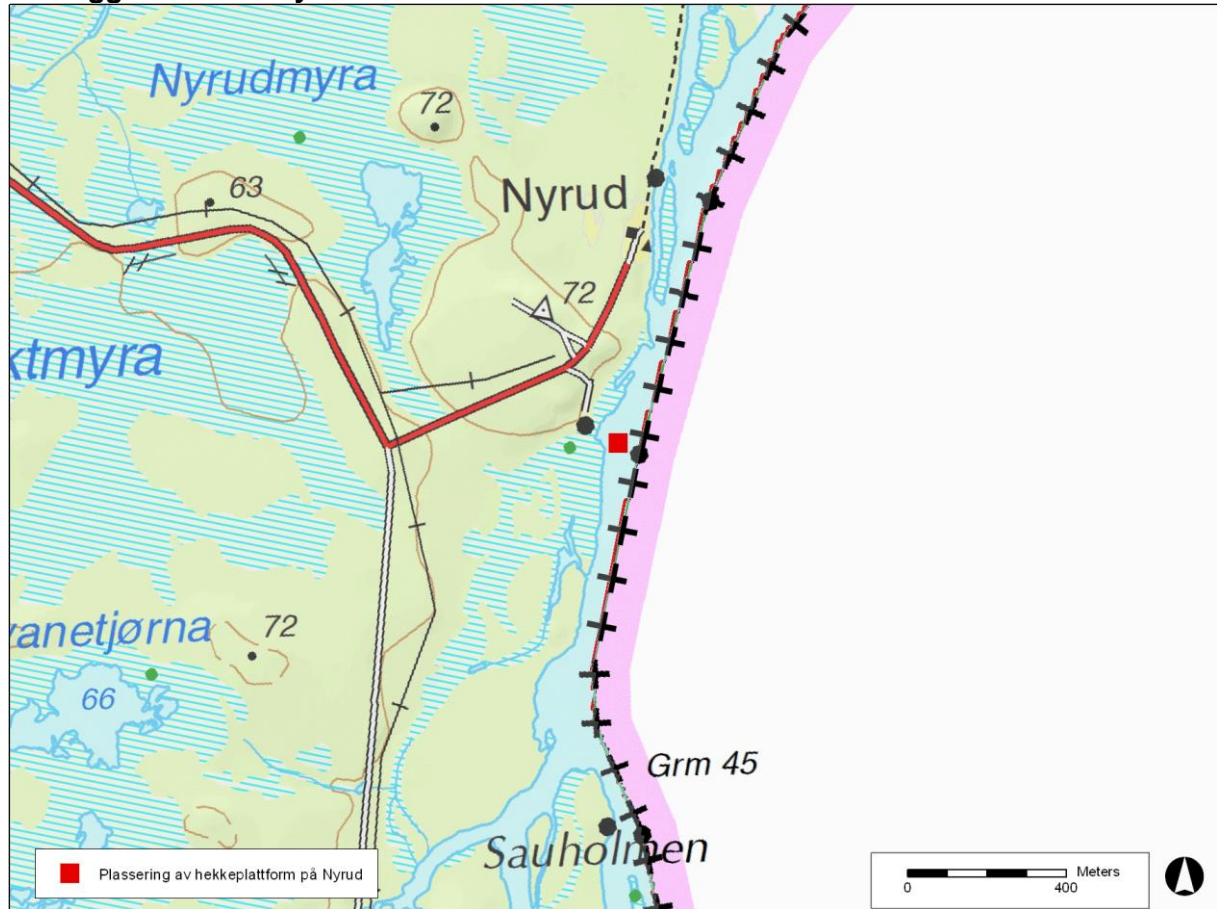 Nyrudmyra
72
63
Nyrud
72
ktmyra
vanetjørna
72
66
Grm 45
Sauholmen
Plassering av hekkeplattform på Nyrud
Meters
0
400